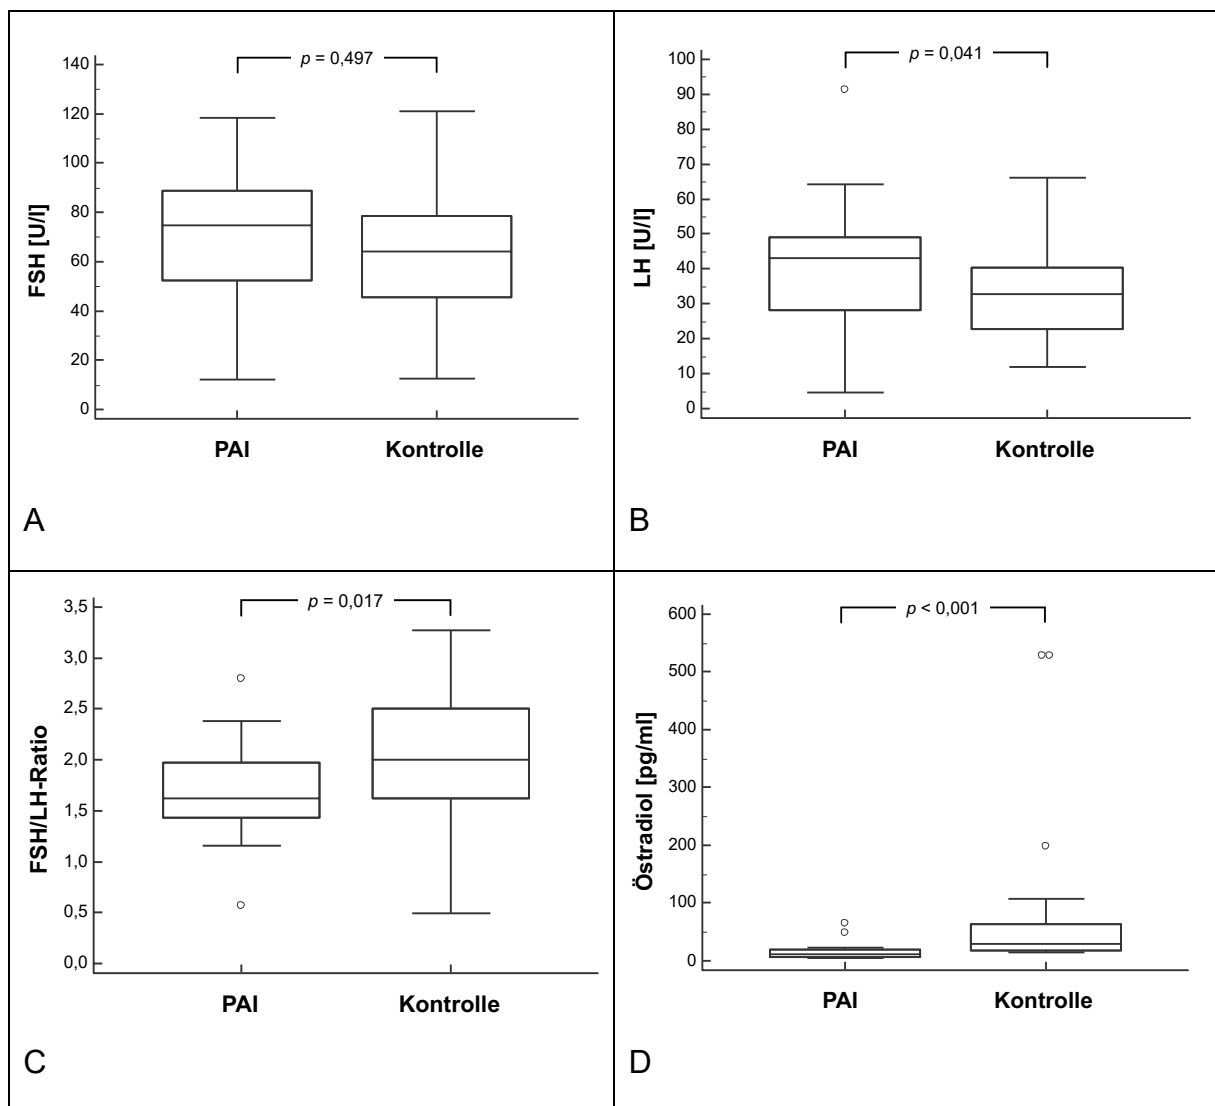 p = 0,497
140
120
100
80
60
40
20
0
FSH [U/l]
PAI Kontrolle
A
p = 0,041
100
90
80
70
60
50
40
30
20
10
0
LH [U/l]
PAI Kontrolle
B
p = 0,017
3,5
3,0
2,5
2,0
1,5
1,0
0,5
0,0
FSH/LH-Ratio
PAI Kontrolle
C
p < 0,001
600
500
400
300
200
100
0
Östradiol [pg/ml]
PAI Kontrolle
D